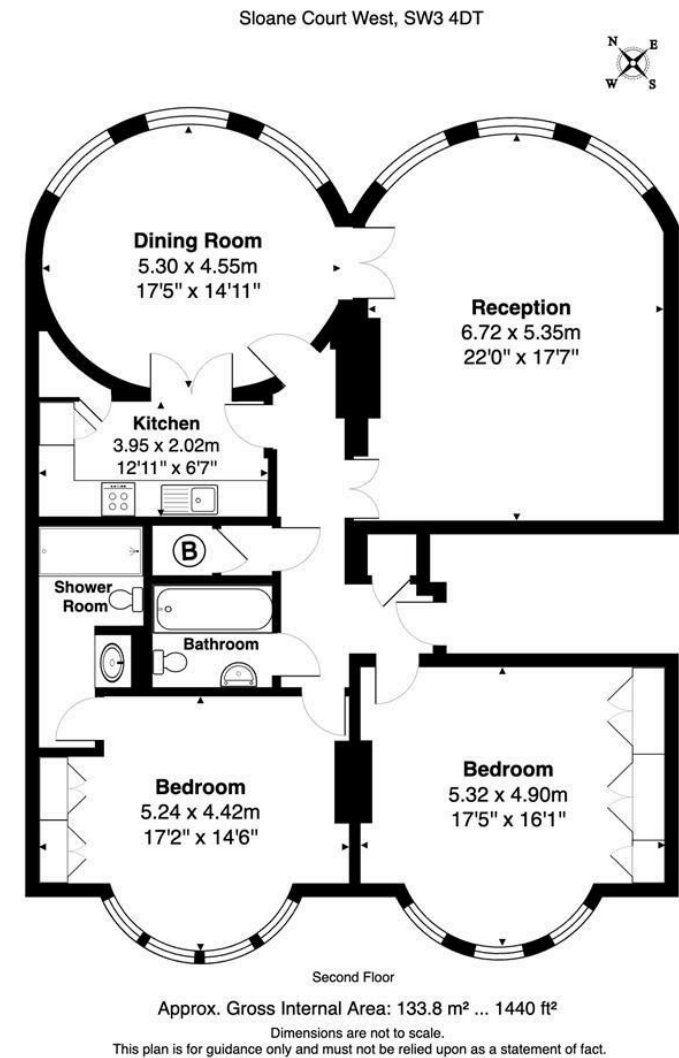 Sloane Court West, SW3 4DT
N E
W S
Dining Room
5.30 x 4.55m
17'5" x 14'11"
Reception
6.72 x 5.35m
22'0" x 17'7"
Kitchen
3.95 x 2.02m
12'11" x 6'7"
B
Shower
Room
Bathroom
Bedroom
5.24 x 4.42m
17'2" x 14'6"
Bedroom
5.32 x 4.90m
17'5" x 16'1"
Second Floor
Approx. Gross Internal Area: 133.8 m² ... 1440 ft²
Dimensions are not to scale.
This plan is for guidance only and must not be relied upon as a statement of fact.